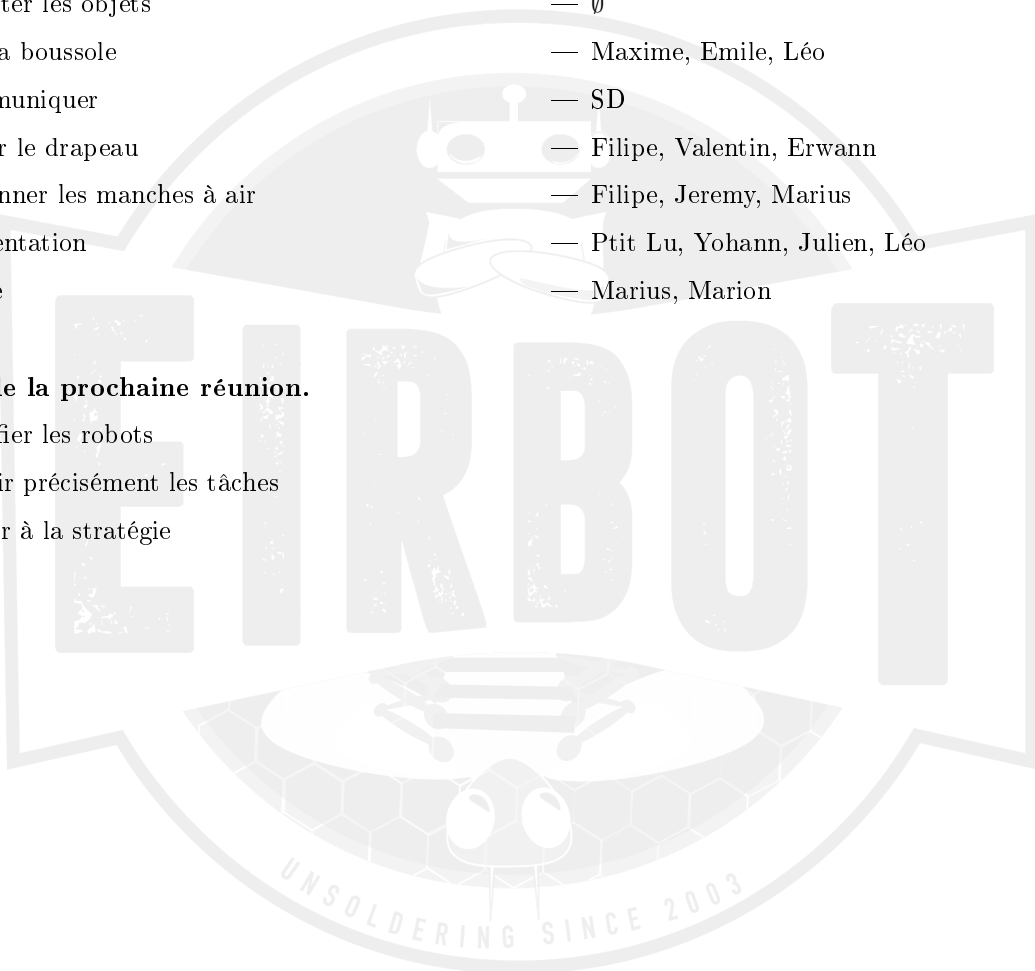 ter les objets
a boussole
muniquer
r le drapeau
nner les manches à air
entation
e
— ∅
— Maxime, Emile, Léo
— SD
— Filipe, Valentin, Erwann
— Filipe, Jeremy, Marius
— Ptit Lu, Yohann, Julien, Léo
— Marius, Marion
le la prochaine réunion.
fier les robots
ir précisément les tâches
r à la stratégie
EIRBOT
UNSOLDERING SINCE 2003